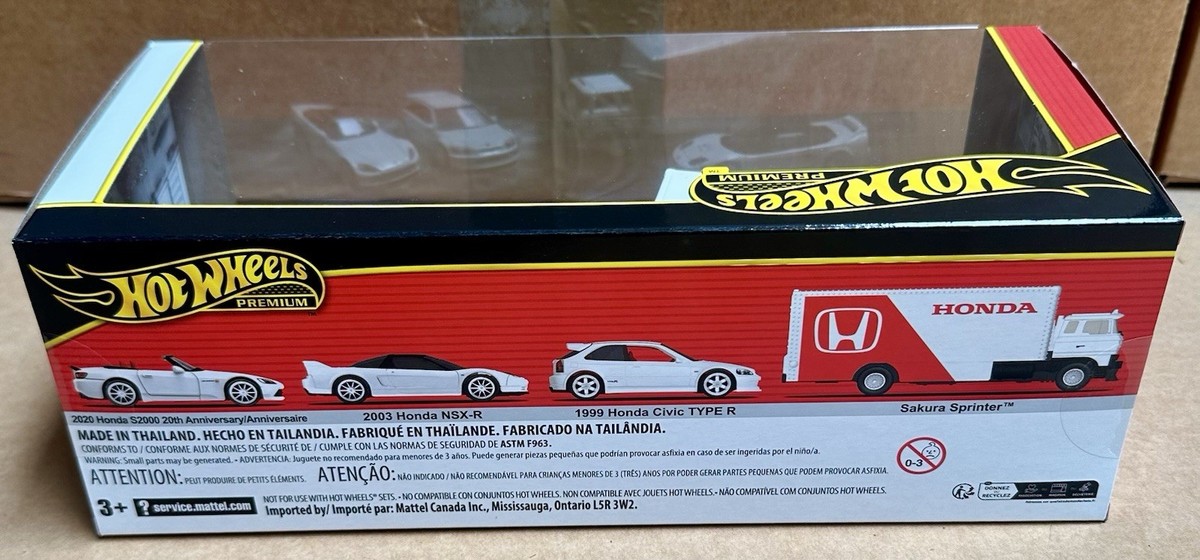 HOT WHEELS
PREMIUM
TM
HOT WHEELS
PREMIUM
HONDA
2020 Honda S2000 20th Anniversary/Anniversaire
2003 Honda NSX-R
1999 Honda Civic TYPE R
Sakura Sprinter™
MADE IN THAILAND. HECHO EN TAILANDIA. FABRIQUÉ EN THAÏLANDE. FABRICADO NA TAILÂNDIA.
CONFORMS TO / CONFORME AUX NORMES DE SÉCURITÉ DE / CUMPLE CON LAS NORMAS DE SEGURIDAD DE ASTM F963.
WARNING: Small parts may be generated. • ADVERTENCIA: Juguete no recomendado para menores de 3 años. Puede generar piezas pequeñas que podrían provocar asfixia en caso de ser ingeridas por el niño/a.
ATTENTION: PEUT PRODUIRE DE PETITS ÉLÉMENTS. ATENÇÃO: NÃO INDICADO / NÃO RECOMENDÁVEL PARA CRIANÇAS MENORES DE 3 (TRÊS) ANOS POR PODER GERAR PARTES PEQUENAS QUE PODEM PROVOCAR ASFIXIA.
0-3
3+ ? service.mattel.com
NOT FOR USE WITH HOT WHEELS® SETS. • NO COMPATIBLE CON CONJUNTOS HOT WHEELS. NON COMPATIBLE AVEC JOUETS HOT WHEELS. • NÃO COMPATÍVEL COM CONJUNTOS HOT WHEELS.
Imported by/ Importé par: Mattel Canada Inc., Mississauga, Ontario L5R 3W2.
DONNEZ
ou
RECYCLEZ